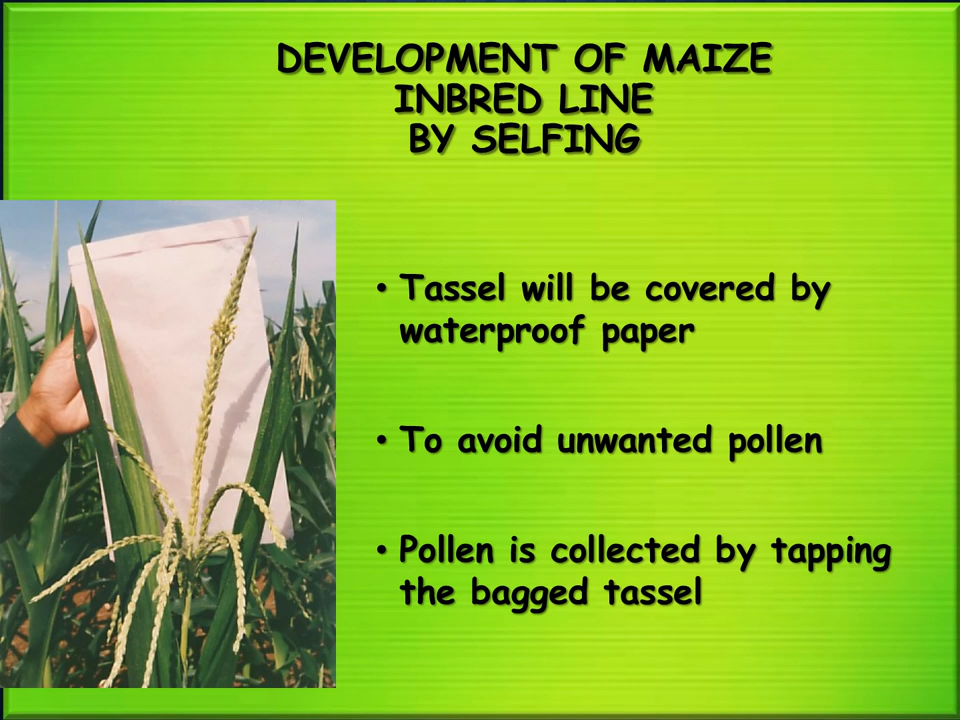 DEVELOPMENT OF MAIZE
INBRED LINE
BY SELFING
• Tassel will be covered by
waterproof paper
• To avoid unwanted pollen
• Pollen is collected by tapping
the bagged tassel